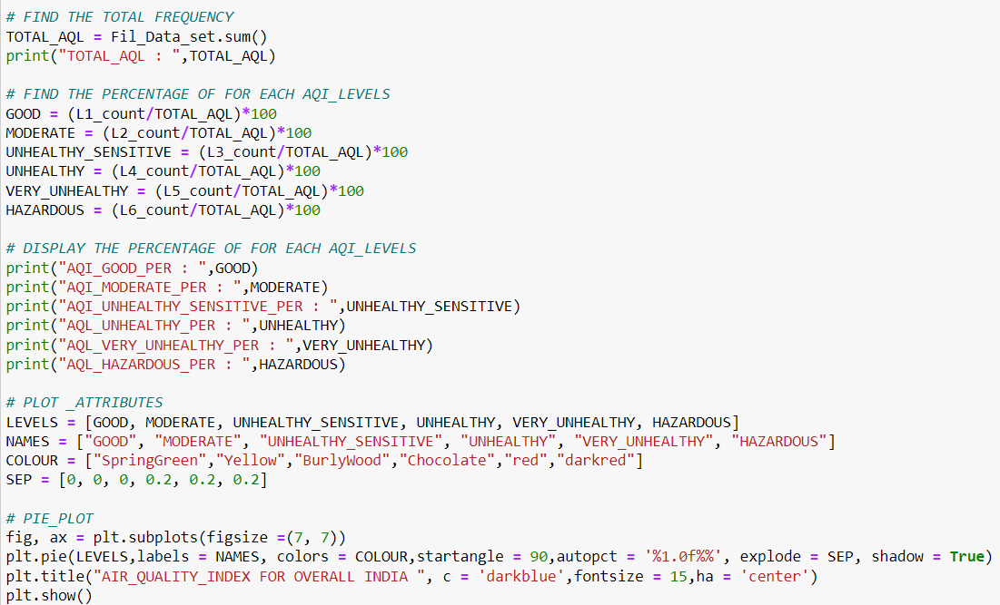 # FIND THE TOTAL FREQUENCY
TOTAL_AQL = Fil_Data_set.sum()
print("TOTAL_AQL : ",TOTAL_AQL)
# FIND THE PERCENTAGE OF FOR EACH AQI_LEVELS
GOOD = (L1_count/TOTAL_AQL)*100
MODERATE = (L2_count/TOTAL_AQL)*100
UNHEALTHY_SENSITIVE = (L3_count/TOTAL_AQL)*100
UNHEALTHY = (L4_count/TOTAL_AQL)*100
VERY_UNHEALTHY = (L5_count/TOTAL_AQL)*100
HAZARDOUS = (L6_count/TOTAL_AQL)*100
# DISPLAY THE PERCENTAGE OF FOR EACH AQI_LEVELS
print("AQI_GOOD_PER : ",GOOD)
print("AQI_MODERATE_PER : ",MODERATE)
print("AQI_UNHEALTHY_SENSITIVE_PER : ",UNHEALTHY_SENSITIVE)
print("AQL_UNHEALTHY_PER : ",UNHEALTHY)
print("AQL_VERY_UNHEALTHY_PER : ",VERY_UNHEALTHY)
print("AQL_HAZARDOUS_PER : ",HAZARDOUS)
# PLOT _ATTRIBUTES
LEVELS = [GOOD, MODERATE, UNHEALTHY_SENSITIVE, UNHEALTHY, VERY_UNHEALTHY, HAZARDOUS]
NAMES = ["GOOD", "MODERATE", "UNHEALTHY_SENSITIVE", "UNHEALTHY", "VERY_UNHEALTHY", "HAZARDOUS"]
COLOUR = ["SpringGreen","Yellow","BurlyWood","Chocolate","red","darkred"]
SEP = [0, 0, 0, 0.2, 0.2, 0.2]
# PIE_PLOT
fig, ax = plt.subplots(figsize =(7, 7))
plt.pie(LEVELS,labels = NAMES, colors = COLOUR,startangle = 90,autopct = '%1.0f%%', explode = SEP, shadow = True)
plt.title("AIR_QUALITY_INDEX FOR OVERALL INDIA ", c = 'darkblue',fontsize = 15,ha = 'center')
plt.show()